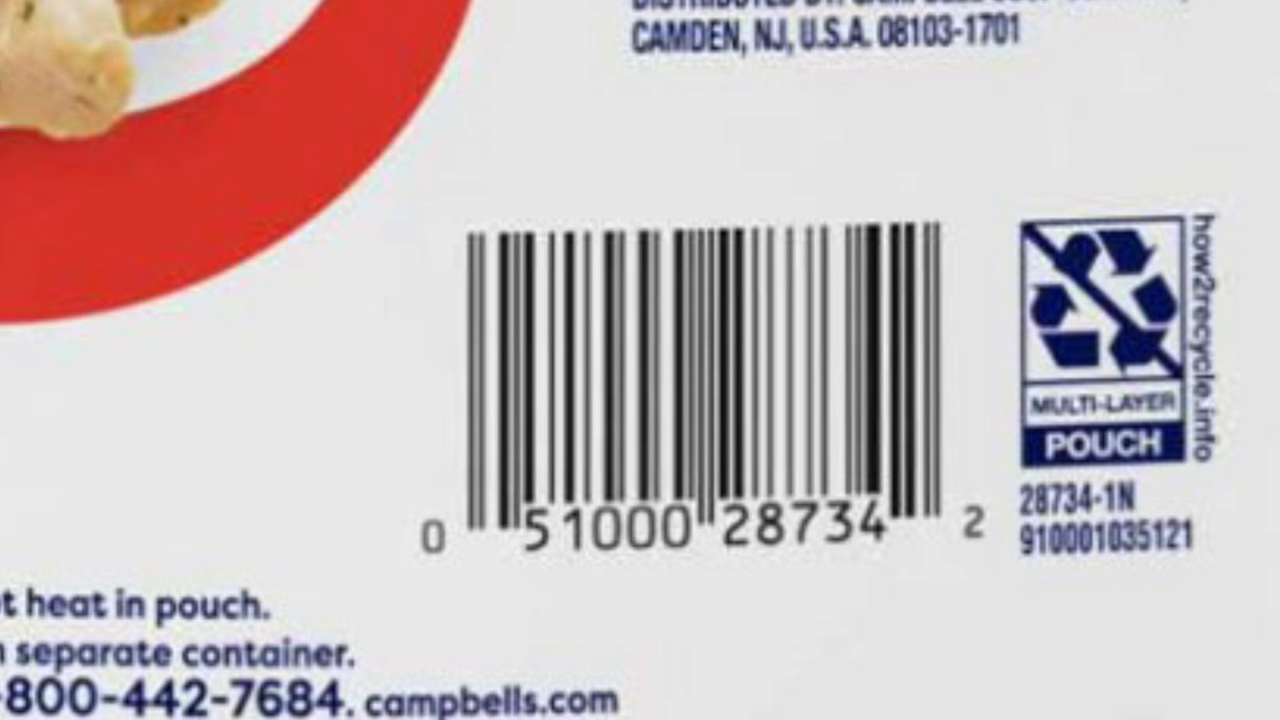 CAMDEN, NJ, U.S.A. 08103-1701
how2recycle.info
MULTI-LAYER
POUCH
28734-1N
910001035121
0 51000 28734 2
t heat in pouch.
separate container.
-800-442-7684. campbells.com